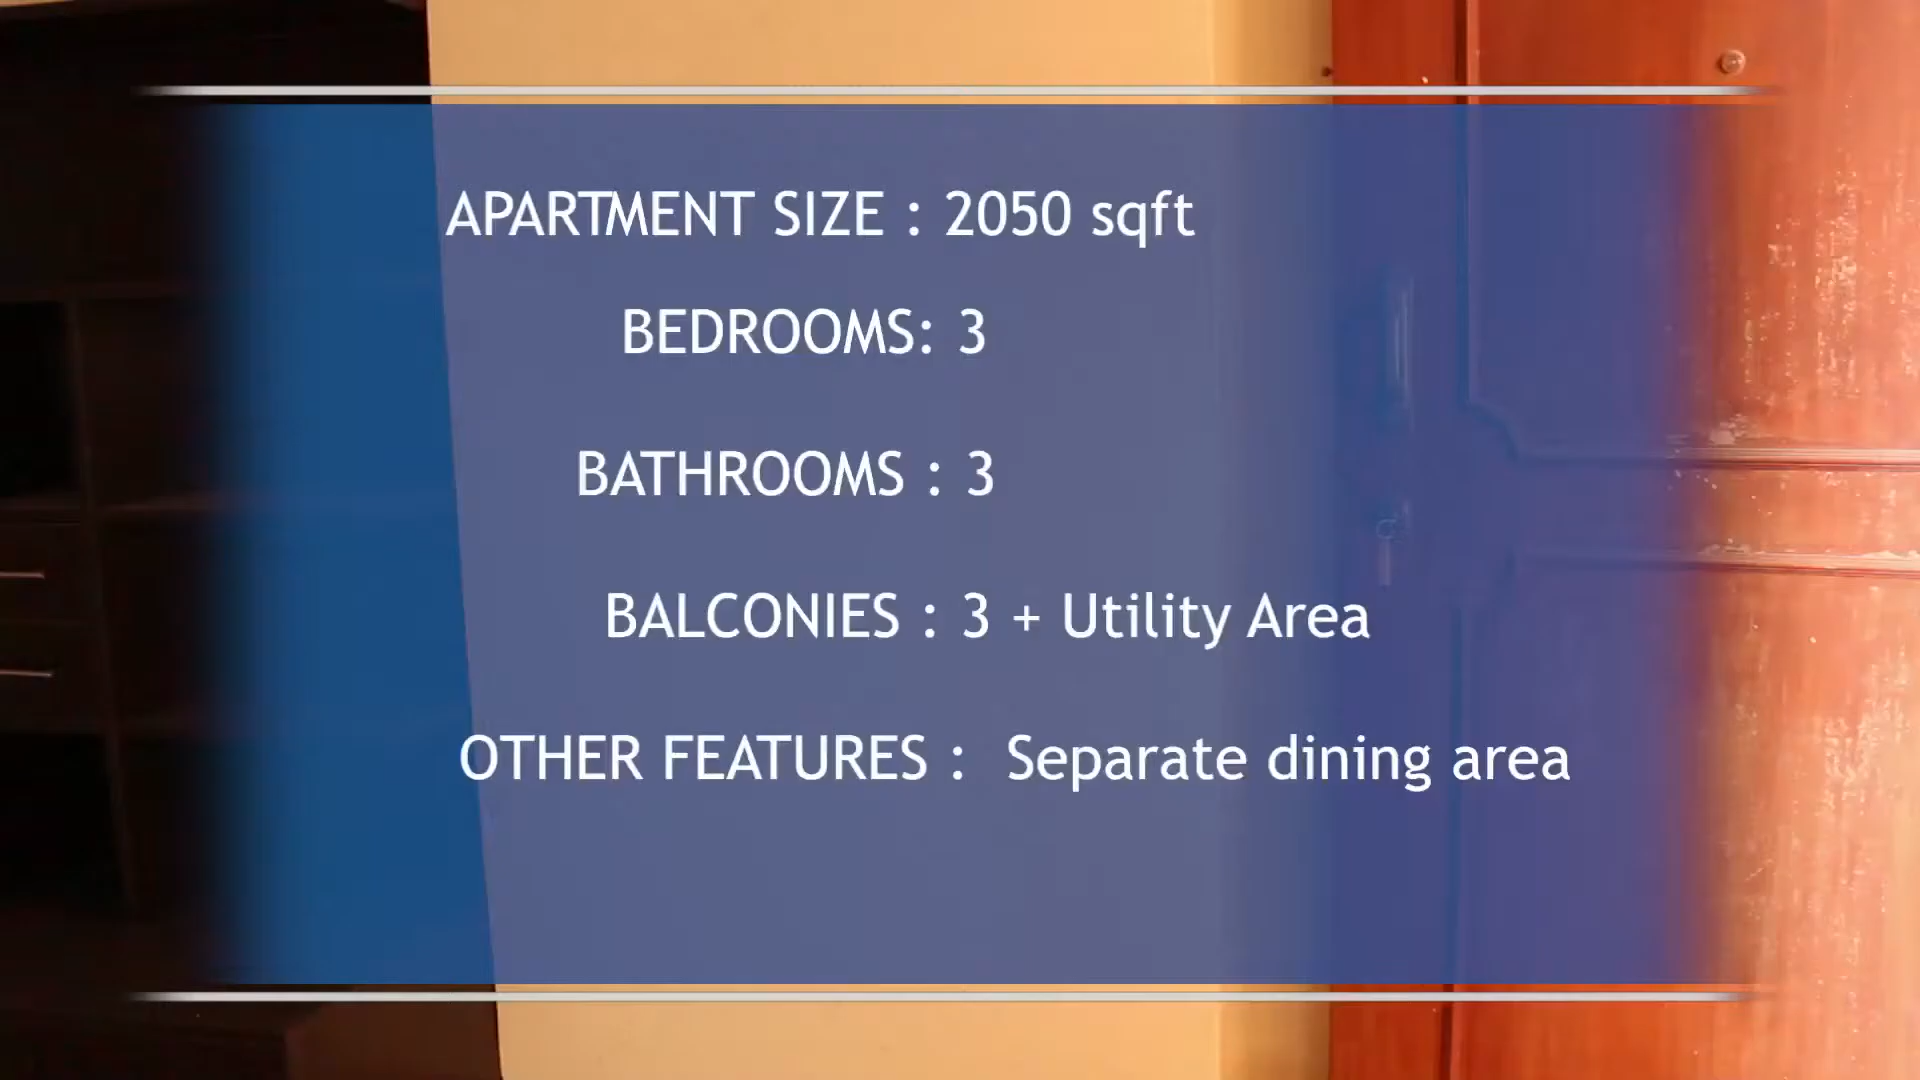 APARTMENT SIZE : 2050 sqft
BEDROOMS: 3
BATHROOMS : 3
BALCONIES : 3 + Utility Area
OTHER FEATURES : Separate dining area